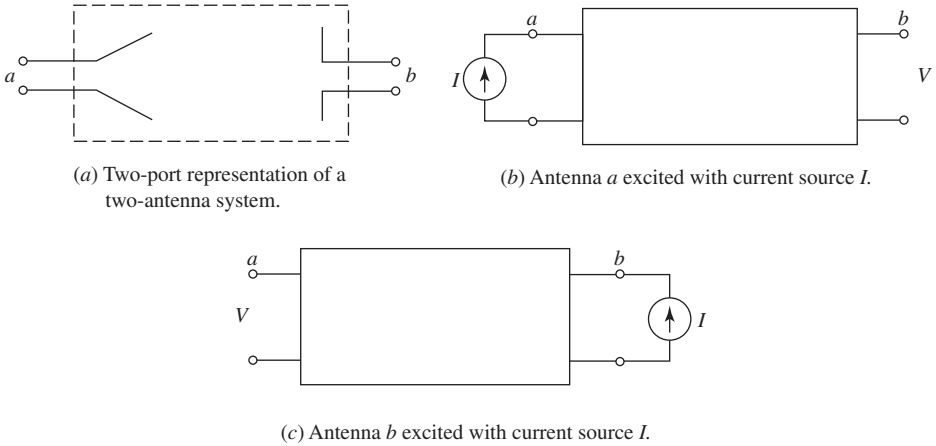 a
b
(a) Two-port representation of a
two-antenna system.
a
b
I
V
(b) Antenna a excited with current source I.
a
b
V
I
(c) Antenna b excited with current source I.